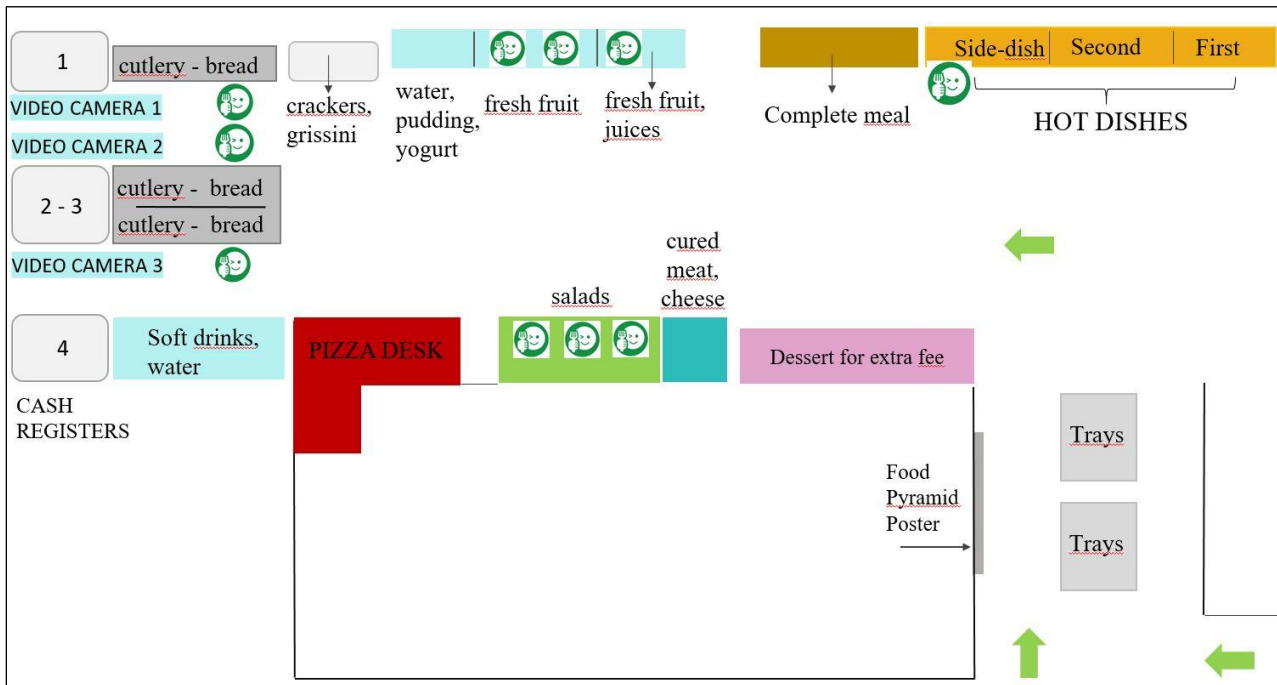 1
cutlery - bread
VIDEO CAMERA 1
VIDEO CAMERA 2
crackers,
grissini
water,
pudding,
yogurt
fresh fruit
fresh fruit,
juices
Complete meal
Side-dish
Second
First
HOT DISHES
2 - 3
cutlery - bread
cutlery - bread
VIDEO CAMERA 3
cured
meat,
cheese
salads
4
Soft drinks,
water
PIZZA DESK
Dessert for extra fee
CASH
REGISTERS
Food
Pyramid
Poster
Trays
Trays